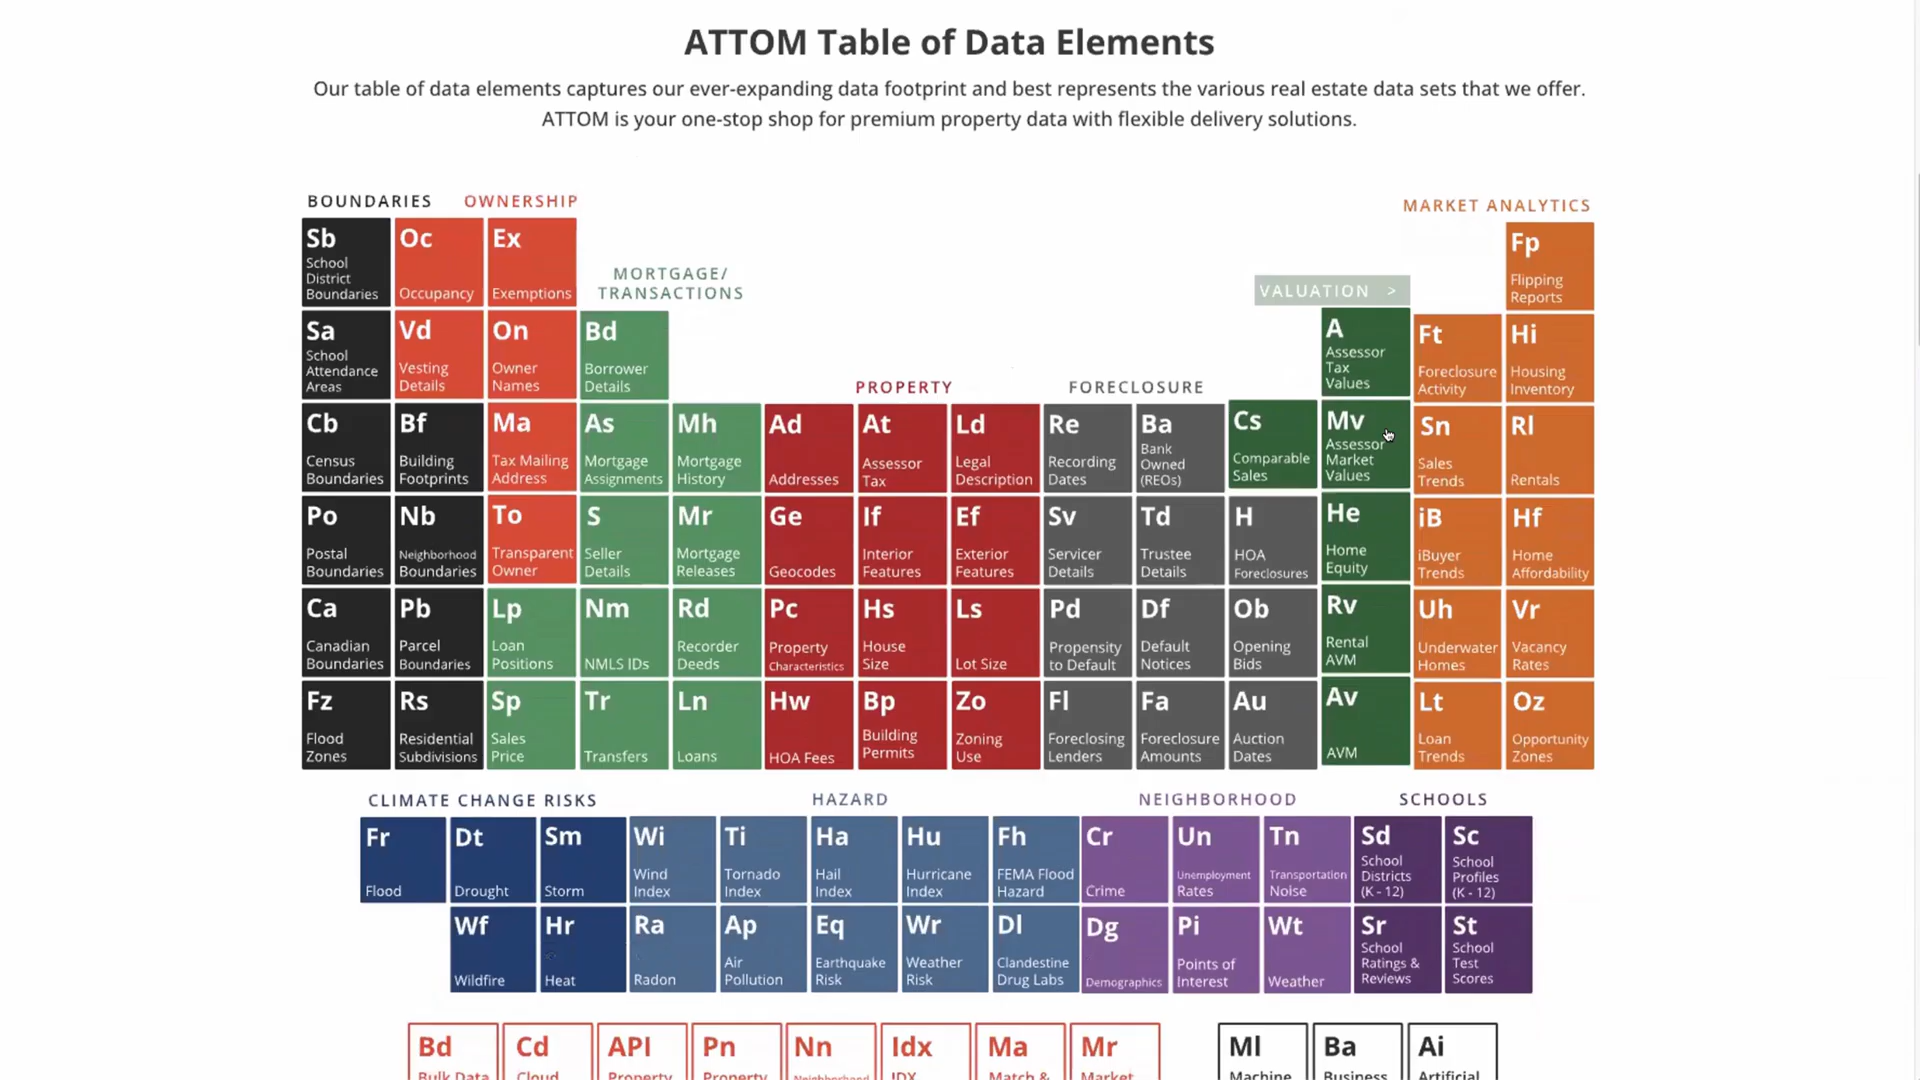 ATTOM Table of Data Elements
Our table of data elements captures our ever-expanding data footprint and best represents the various real estate data sets that we offer.
ATTOM is your one-stop shop for premium property data with flexible delivery solutions.
BOUNDARIES
OWNERSHIP
MARKET ANALYTICS
Sb
School
District
Boundaries
Oc
Occupancy
Ex
Exemptions
MORTGAGE/
TRANSACTIONS
VALUATION >
Fp
Flipping
Reports
Sa
School
Attendance
Areas
Vd
Vesting
Details
On
Owner
Names
Bd
Borrower
Details
PROPERTY
FORECLOSURE
A
Assessor
Tax
Values
Ft
Foreclosure
Activity
Hi
Housing
Inventory
Cb
Census
Boundaries
Bf
Building
Footprints
Ma
Tax Mailing
Address
As
Mortgage
Assignments
Mh
Mortgage
History
Ad
Addresses
At
Assessor
Tax
Ld
Legal
Description
Re
Recording
Dates
Ba
Bank
Owned
(REOs)
Cs
Comparable
Sales
Mv
Assessor
Market
Values
Sn
Sales
Trends
Rl
Rentals
Po
Postal
Boundaries
Nb
Neighborhood
Boundaries
To
Transparent
Owner
S
Seller
Details
Mr
Mortgage
Releases
Ge
Geocodes
If
Interior
Features
Ef
Exterior
Features
Sv
Servicer
Details
Td
Trustee
Details
H
HOA
Foreclosures
He
Home
Equity
iB
iBuyer
Trends
Hf
Home
Affordability
Ca
Canadian
Boundaries
Pb
Parcel
Boundaries
Lp
Loan
Positions
Nm
NMLS IDs
Rd
Recorder
Deeds
Pc
Property
Characteristics
Hs
House
Size
Ls
Lot Size
Pd
Propensity
to Default
Df
Default
Notices
Ob
Opening
Bids
Rv
Rental
AVM
Uh
Underwater
Homes
Vr
Vacancy
Rates
Fz
Flood
Zones
Rs
Residential
Subdivisions
Sp
Sales
Price
Tr
Transfers
Ln
Loans
Hw
HOA Fees
Bp
Building
Permits
Zo
Zoning
Use
Fl
Foreclosing
Lenders
Fa
Foreclosure
Amounts
Au
Auction
Dates
Av
AVM
Lt
Loan
Trends
Oz
Opportunity
Zones
CLIMATE CHANGE RISKS
HAZARD
NEIGHBORHOOD
SCHOOLS
Fr
Flood
Dt
Drought
Sm
Storm
Wi
Wind
Index
Ti
Tornado
Index
Ha
Hail
Index
Hu
Hurricane
Index
Fh
FEMA Flood
Hazard
Cr
Crime
Un
Unemployment
Rates
Tn
Transportation
Noise
Sd
School
Districts
(K - 12)
Sc
School
Profiles
(K - 12)
Wf
Wildfire
Hr
Heat
Ra
Radon
Ap
Air
Pollution
Eq
Earthquake
Risk
Wr
Weather
Risk
Dl
Clandestine
Drug Labs
Dg
Demographics
Pi
Points of
Interest
Wt
Weather
Sr
School
Ratings &
Reviews
St
School
Test
Scores
Bd
Bulk Data
Cd
Cloud
API
Property
Pn
Property
Nn
Neighborhood
Idx
IDX
Ma
Match &
Mr
Market
Ml
Machine
Ba
Business
Ai
Artificial